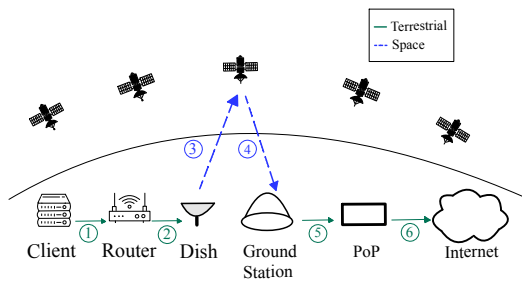 Terrestrial
Space
③
④
①
②
⑤
⑥
Client
Router
Dish
Ground
Station
PoP
Internet